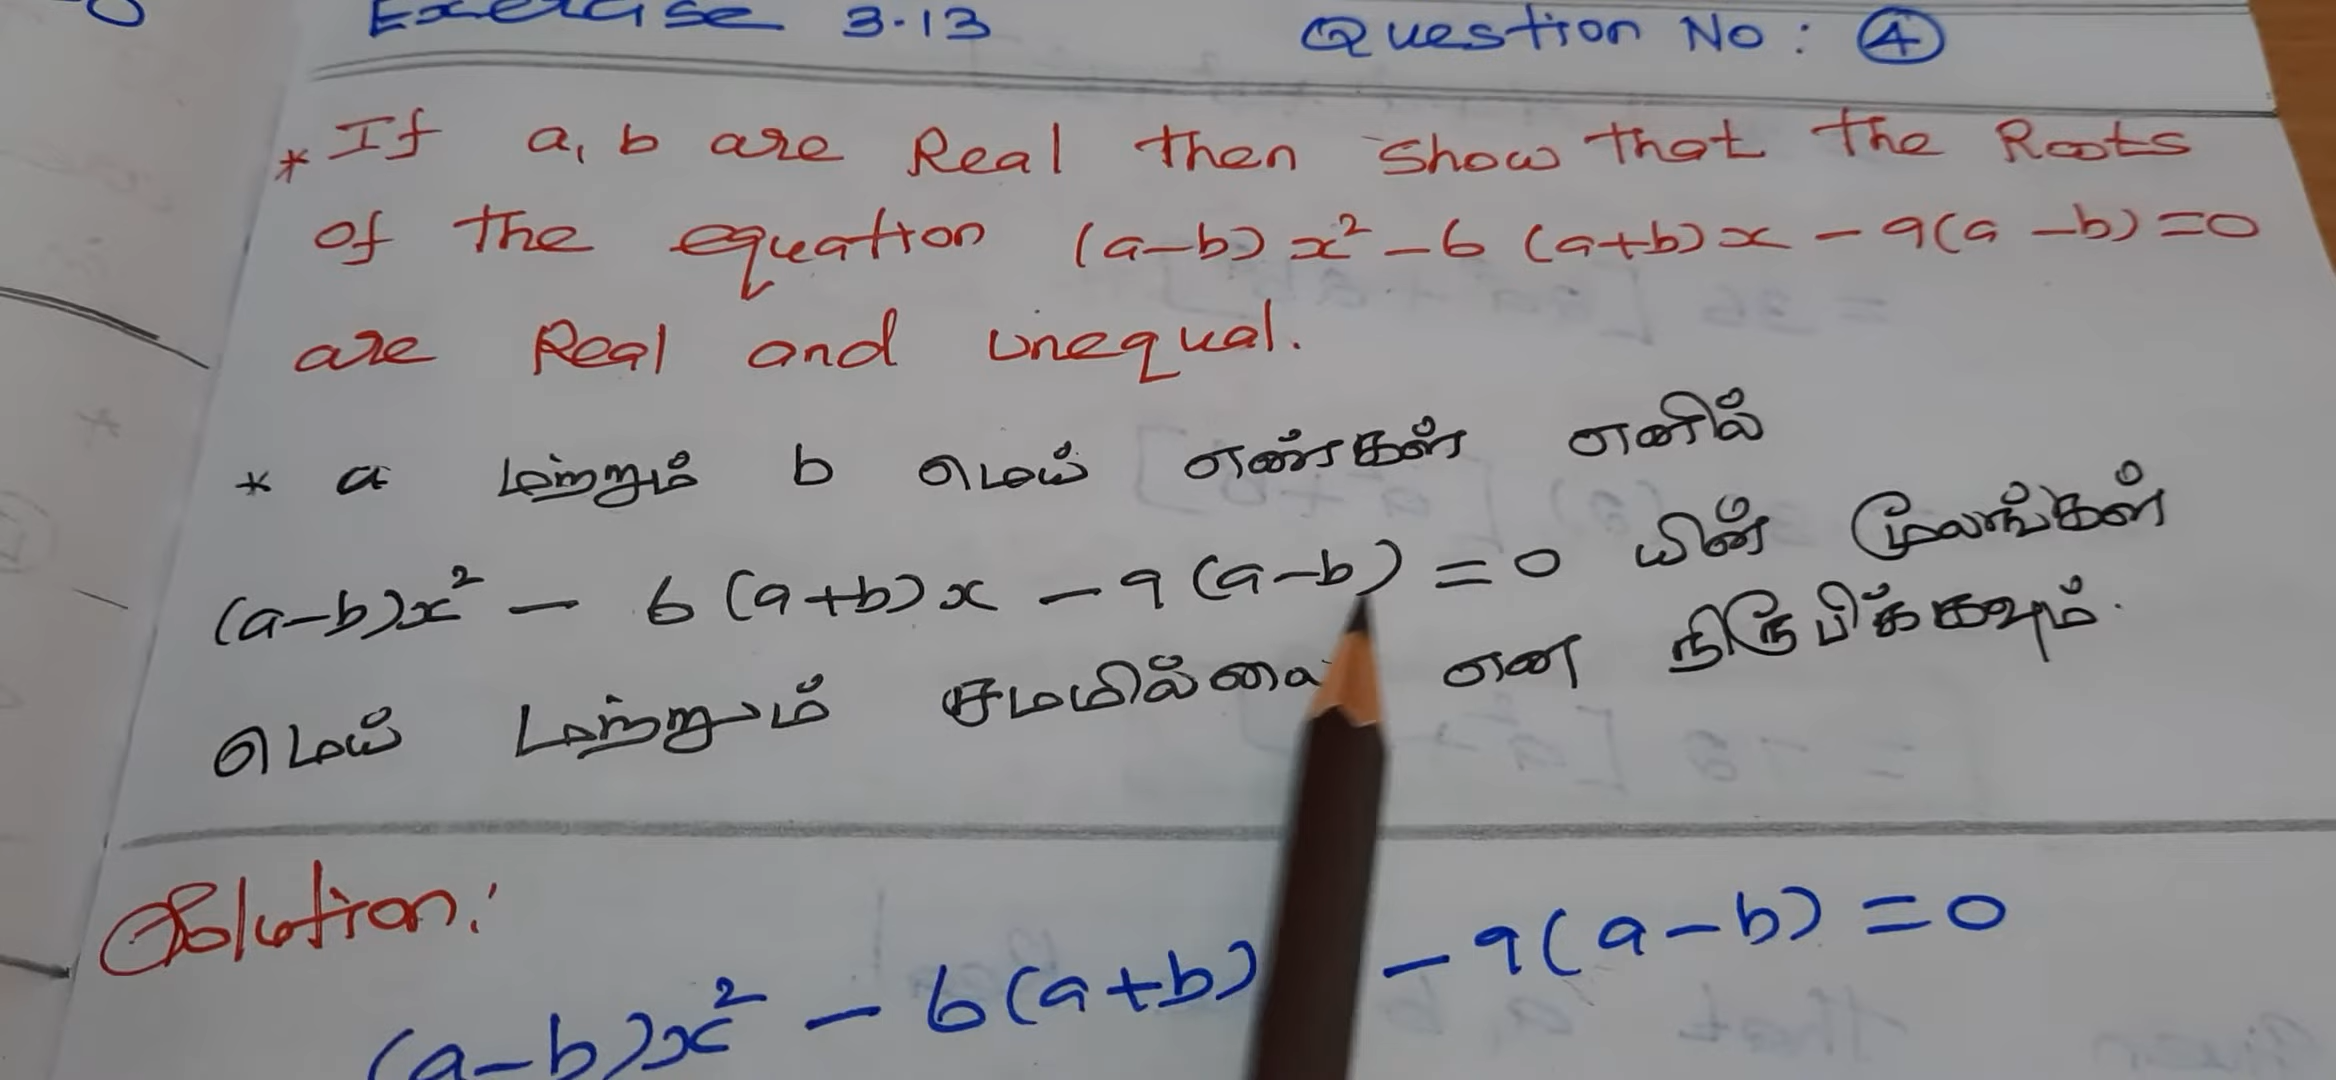 Exercise 3.13 Question No: 4
* If a, b are Real then show that the Roots
of the equation (a-b)x² - 6(a+b)x - 9(a-b)=0
are Real and unequal.
* a மற்றும் b மெய் எண்கள் எனில்
(a-b)x² - 6(a+b)x - 9(a-b)=0 யின் மூலங்கள்
மெய் மற்றும் சமமில்லை என நிரூபிக்கவும்.
Solution:
(a-b)x² - 6(a+b) - 9(a-b)=0